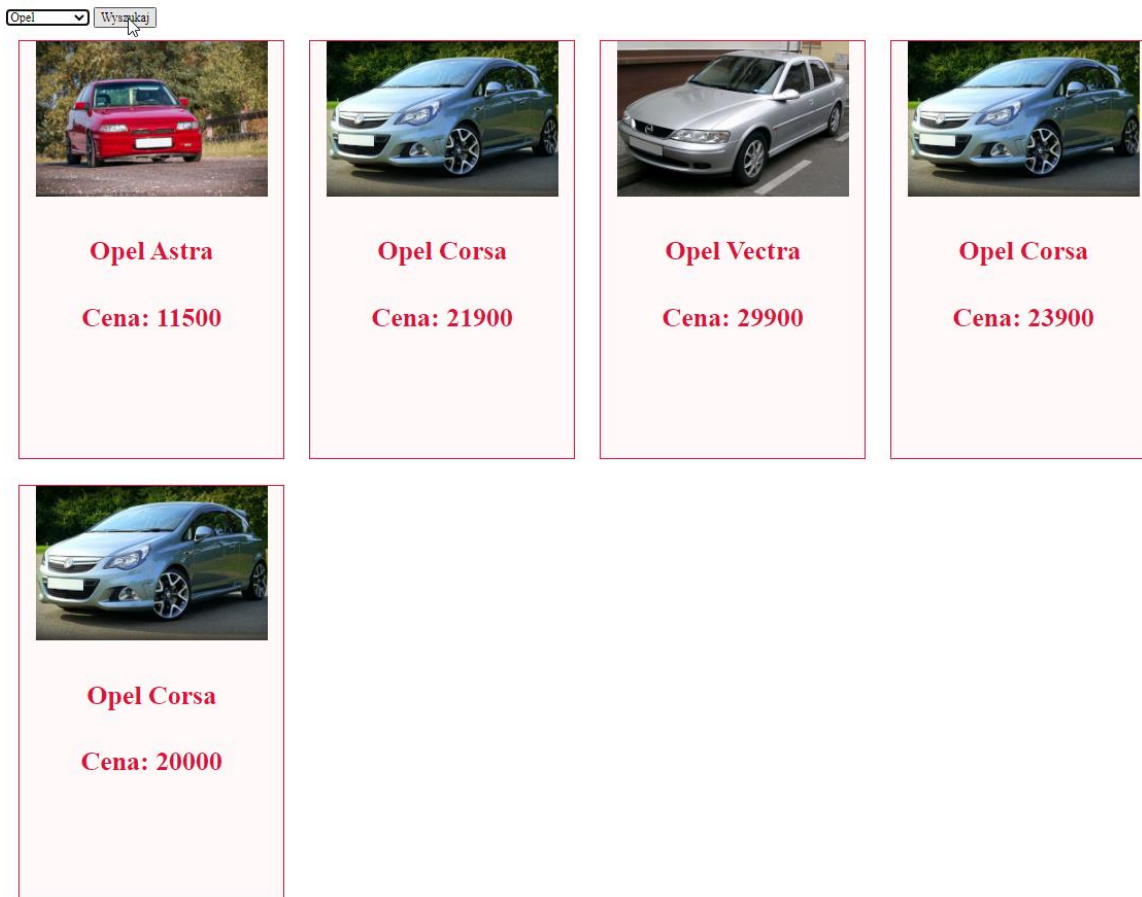 Opel
Wyszukaj
Opel Astra
Cena: 11500
Opel Corsa
Cena: 21900
Opel Vectra
Cena: 29900
Opel Corsa
Cena: 23900
Opel Corsa
Cena: 20000